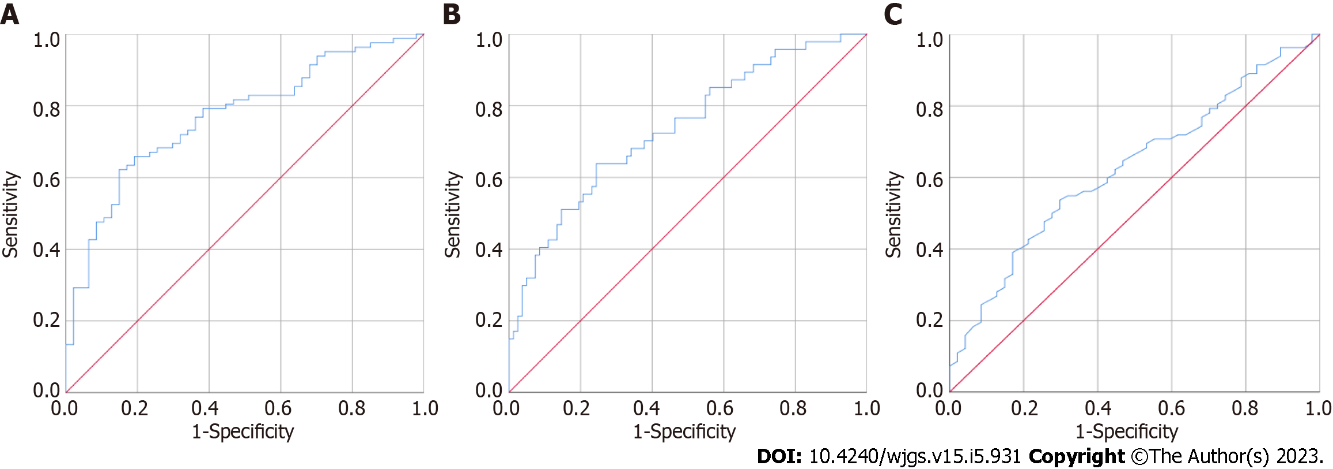 A
B
C
1.0
0.8
0.6
0.4
0.2
0.0
Sensitivity
0.0 0.2 0.4 0.6 0.8 1.0
1-Specificity
1.0
0.8
0.6
0.4
0.2
0.0
Sensitivity
0.0 0.2 0.4 0.6 0.8 1.0
1-Specificity
1.0
0.8
0.6
0.4
0.2
0.0
Sensitivity
0.0 0.2 0.4 0.6 0.8 1.0
1-Specificity
DOI: 10.4240/wjgs.v15.i5.931 Copyright ©The Author(s) 2023.